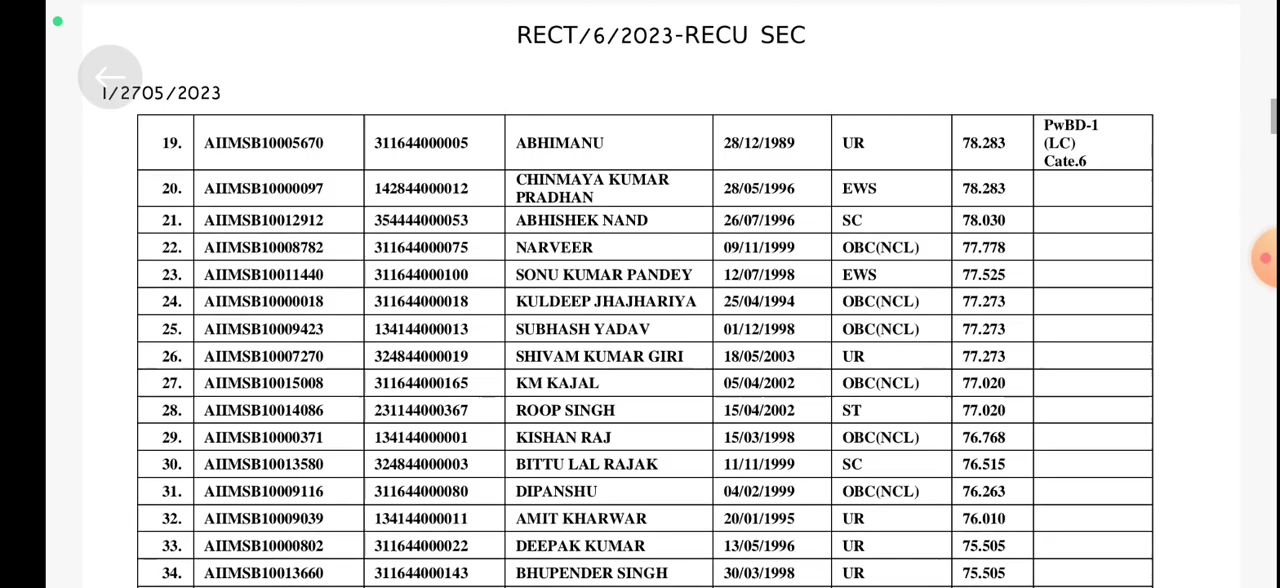 RECT/6/2023-RECU SEC
I/2705/2023
19. AIIMSB10005670 311644000005 ABHIMANU 28/12/1989 UR 78.283 PwBD-1 (LC) Cate.6
20. AIIMSB10000097 142844000012 CHINMAYA KUMAR PRADHAN 28/05/1996 EWS 78.283
21. AIIMSB10012912 354444000053 ABHISHEK NAND 26/07/1996 SC 78.030
22. AIIMSB10008782 311644000075 NARVEER 09/11/1999 OBC(NCL) 77.778
23. AIIMSB10011440 311644000100 SONU KUMAR PANDEY 12/07/1998 EWS 77.525
24. AIIMSB10000018 311644000018 KULDEEP JHAJHARIYA 25/04/1994 OBC(NCL) 77.273
25. AIIMSB10009423 134144000013 SUBHASH YADAV 01/12/1998 OBC(NCL) 77.273
26. AIIMSB10007270 324844000019 SHIVAM KUMAR GIRI 18/05/2003 UR 77.273
27. AIIMSB10015008 311644000165 KM KAJAL 05/04/2002 OBC(NCL) 77.020
28. AIIMSB10014086 231144000367 ROOP SINGH 15/04/2002 ST 77.020
29. AIIMSB10000371 134144000001 KISHAN RAJ 15/03/1998 OBC(NCL) 76.768
30. AIIMSB10013580 324844000003 BITTU LAL RAJAK 11/11/1999 SC 76.515
31. AIIMSB10009116 311644000080 DIPANSHU 04/02/1999 OBC(NCL) 76.263
32. AIIMSB10009039 134144000011 AMIT KHARWAR 20/01/1995 UR 76.010
33. AIIMSB10000802 311644000022 DEEPAK KUMAR 13/05/1996 UR 75.505
34. AIIMSB10013660 311644000143 BHUPENDER SINGH 30/03/1998 UR 75.505